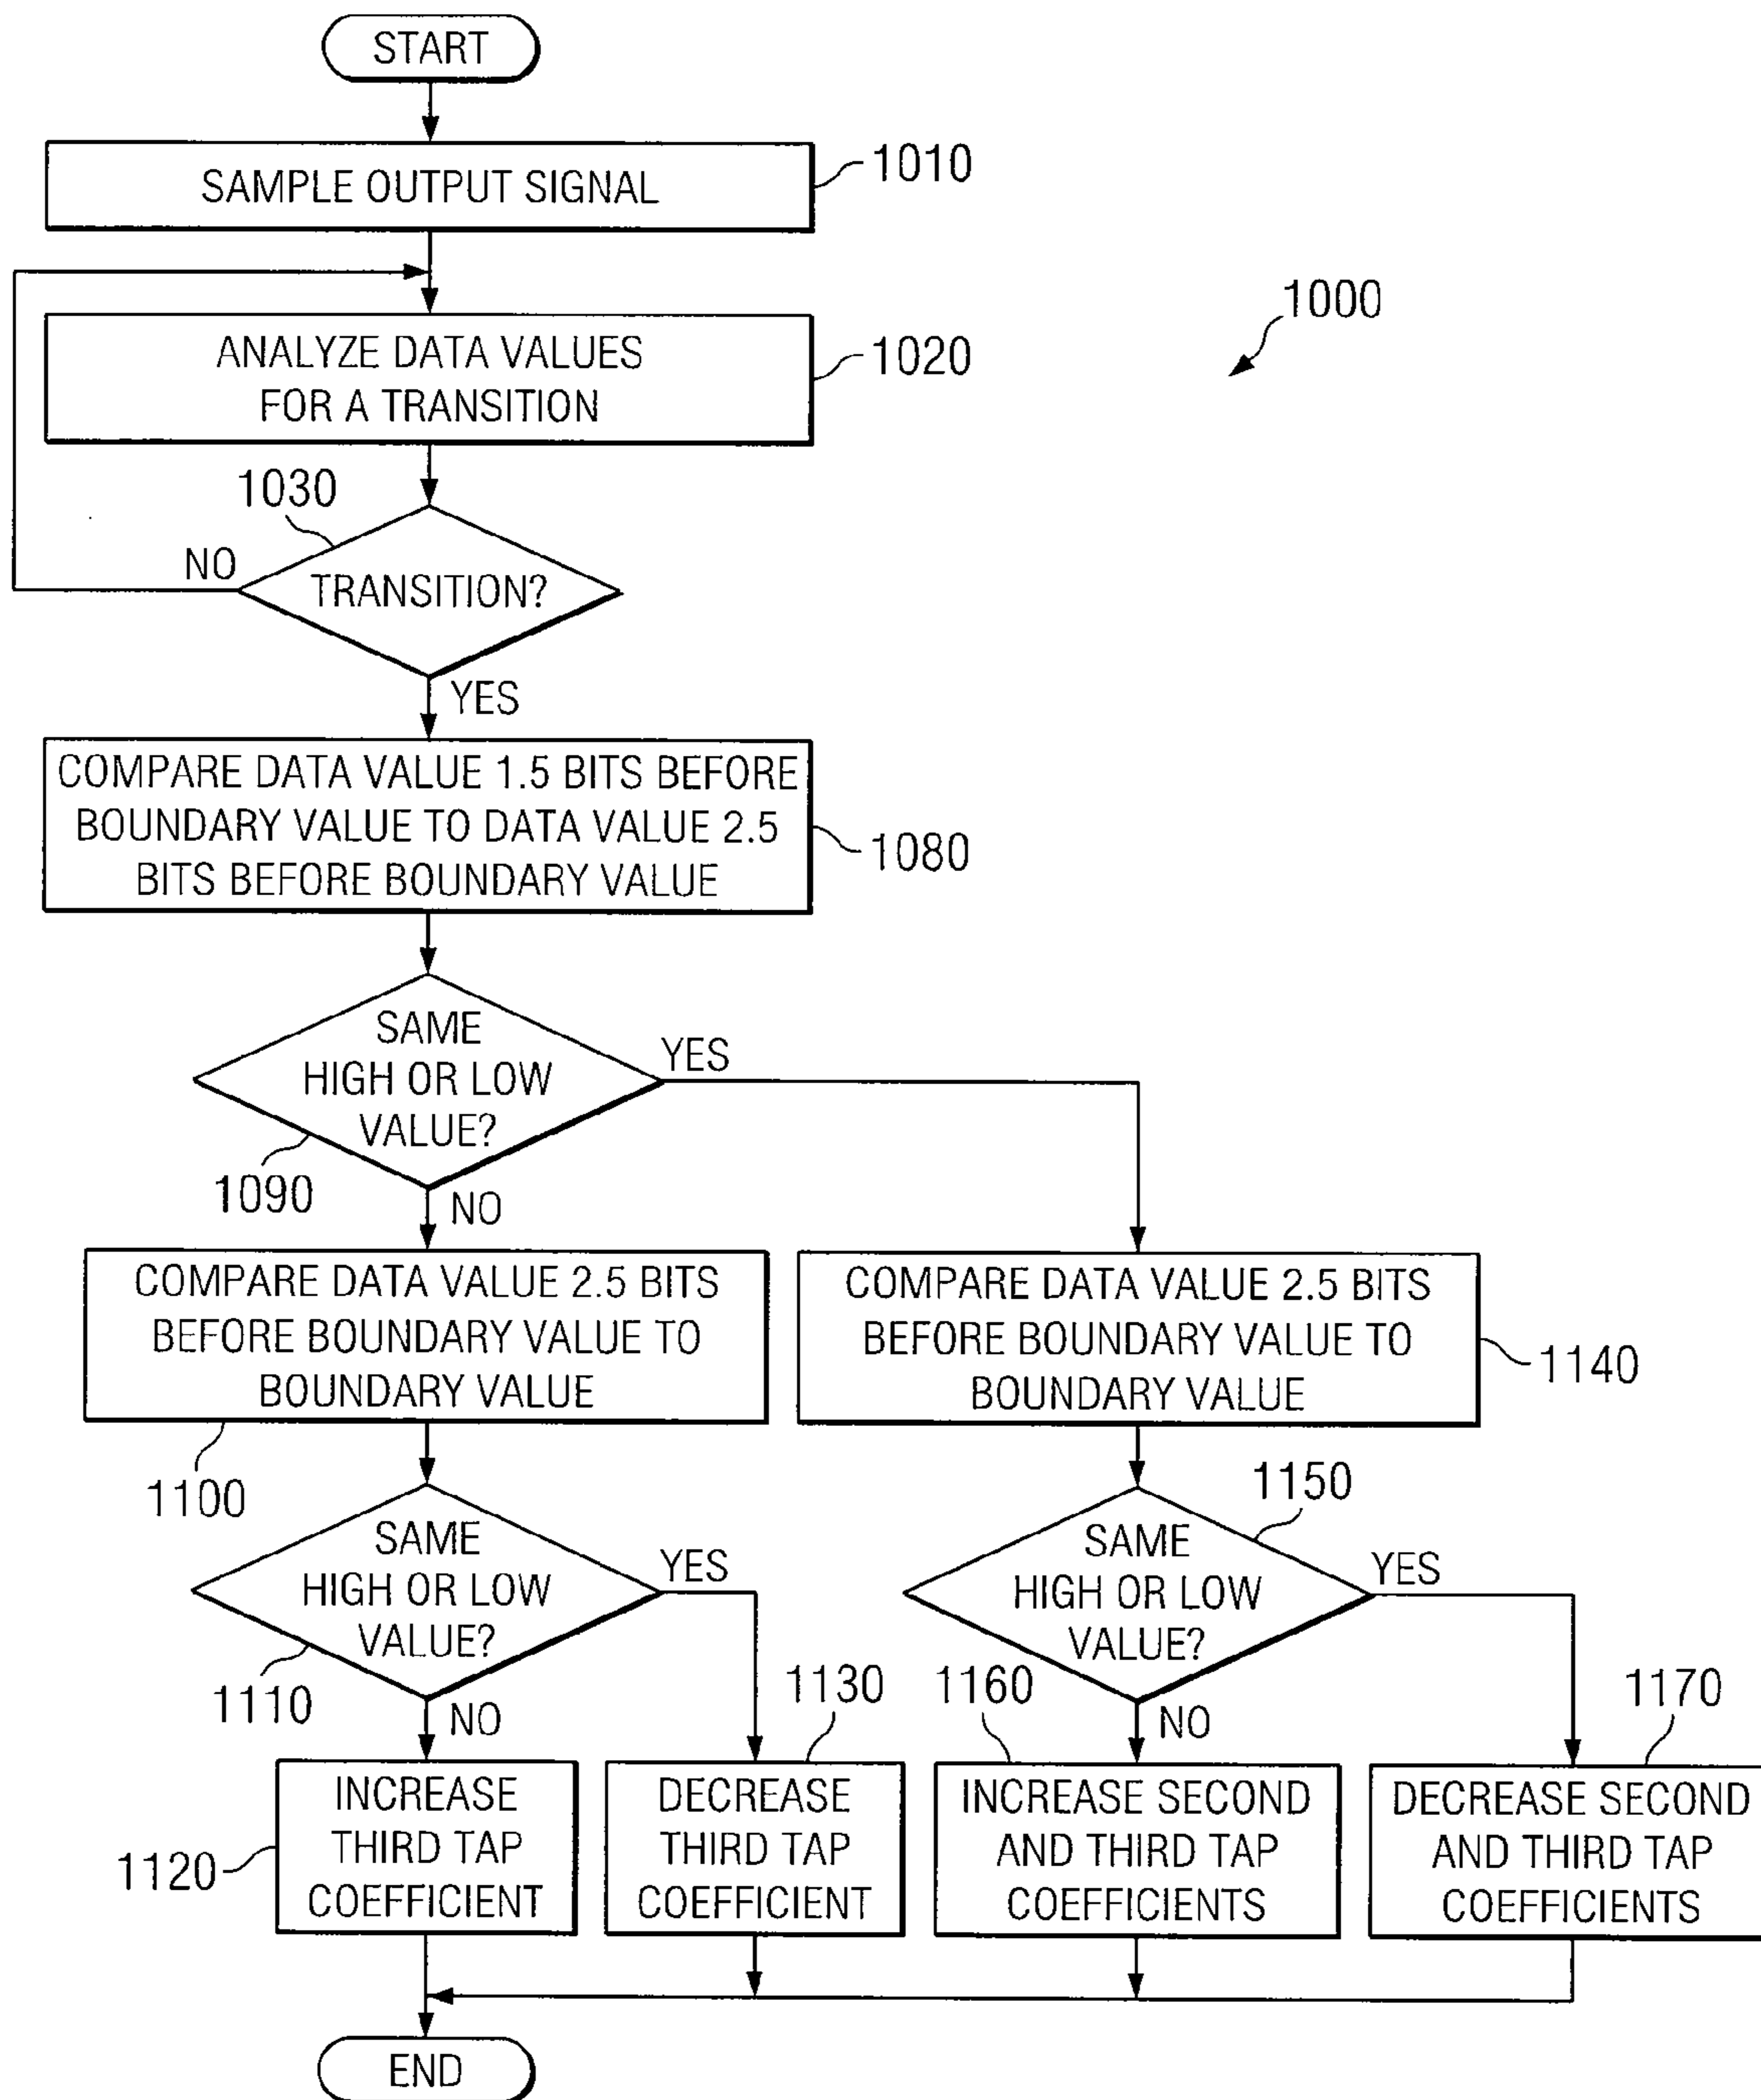 START
SAMPLE OUTPUT SIGNAL
1010
1000
ANALYZE DATA VALUES
FOR A TRANSITION
1020
1030
NO
TRANSITION?
YES
COMPARE DATA VALUE 1.5 BITS BEFORE
BOUNDARY VALUE TO DATA VALUE 2.5
BITS BEFORE BOUNDARY VALUE
1080
SAME
HIGH OR LOW
VALUE?
YES
1090
NO
COMPARE DATA VALUE 2.5 BITS
BEFORE BOUNDARY VALUE TO
BOUNDARY VALUE
1100
COMPARE DATA VALUE 2.5 BITS
BEFORE BOUNDARY VALUE TO
BOUNDARY VALUE
1140
SAME
HIGH OR LOW
VALUE?
YES
1110
NO
1150
SAME
HIGH OR LOW
VALUE?
YES
NO
1130
1160
1170
INCREASE
THIRD TAP
COEFFICIENT
1120
DECREASE
THIRD TAP
COEFFICIENT
INCREASE SECOND
AND THIRD TAP
COEFFICIENTS
DECREASE SECOND
AND THIRD TAP
COEFFICIENTS
END